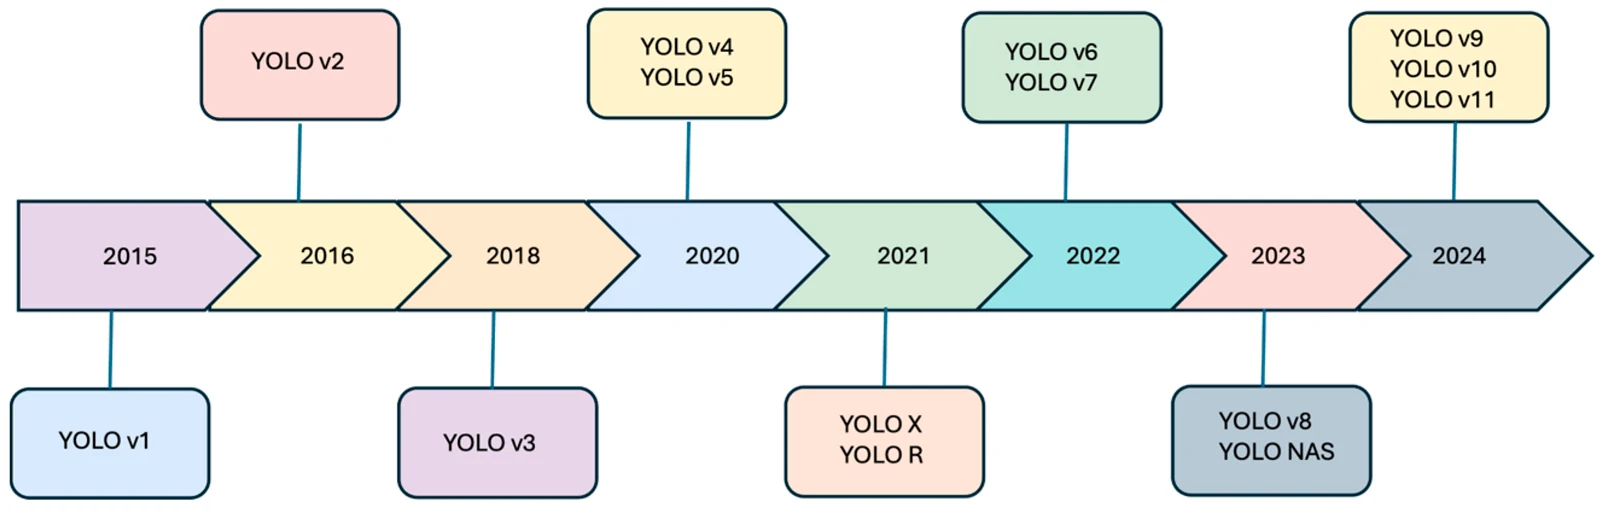 YOLO v2
YOLO v4
YOLO v5
YOLO v6
YOLO v7
YOLO v9
YOLO v10
YOLO v11
2015
2016
2018
2020
2021
2022
2023
2024
YOLO v1
YOLO v3
YOLO X
YOLO R
YOLO v8
YOLO NAS